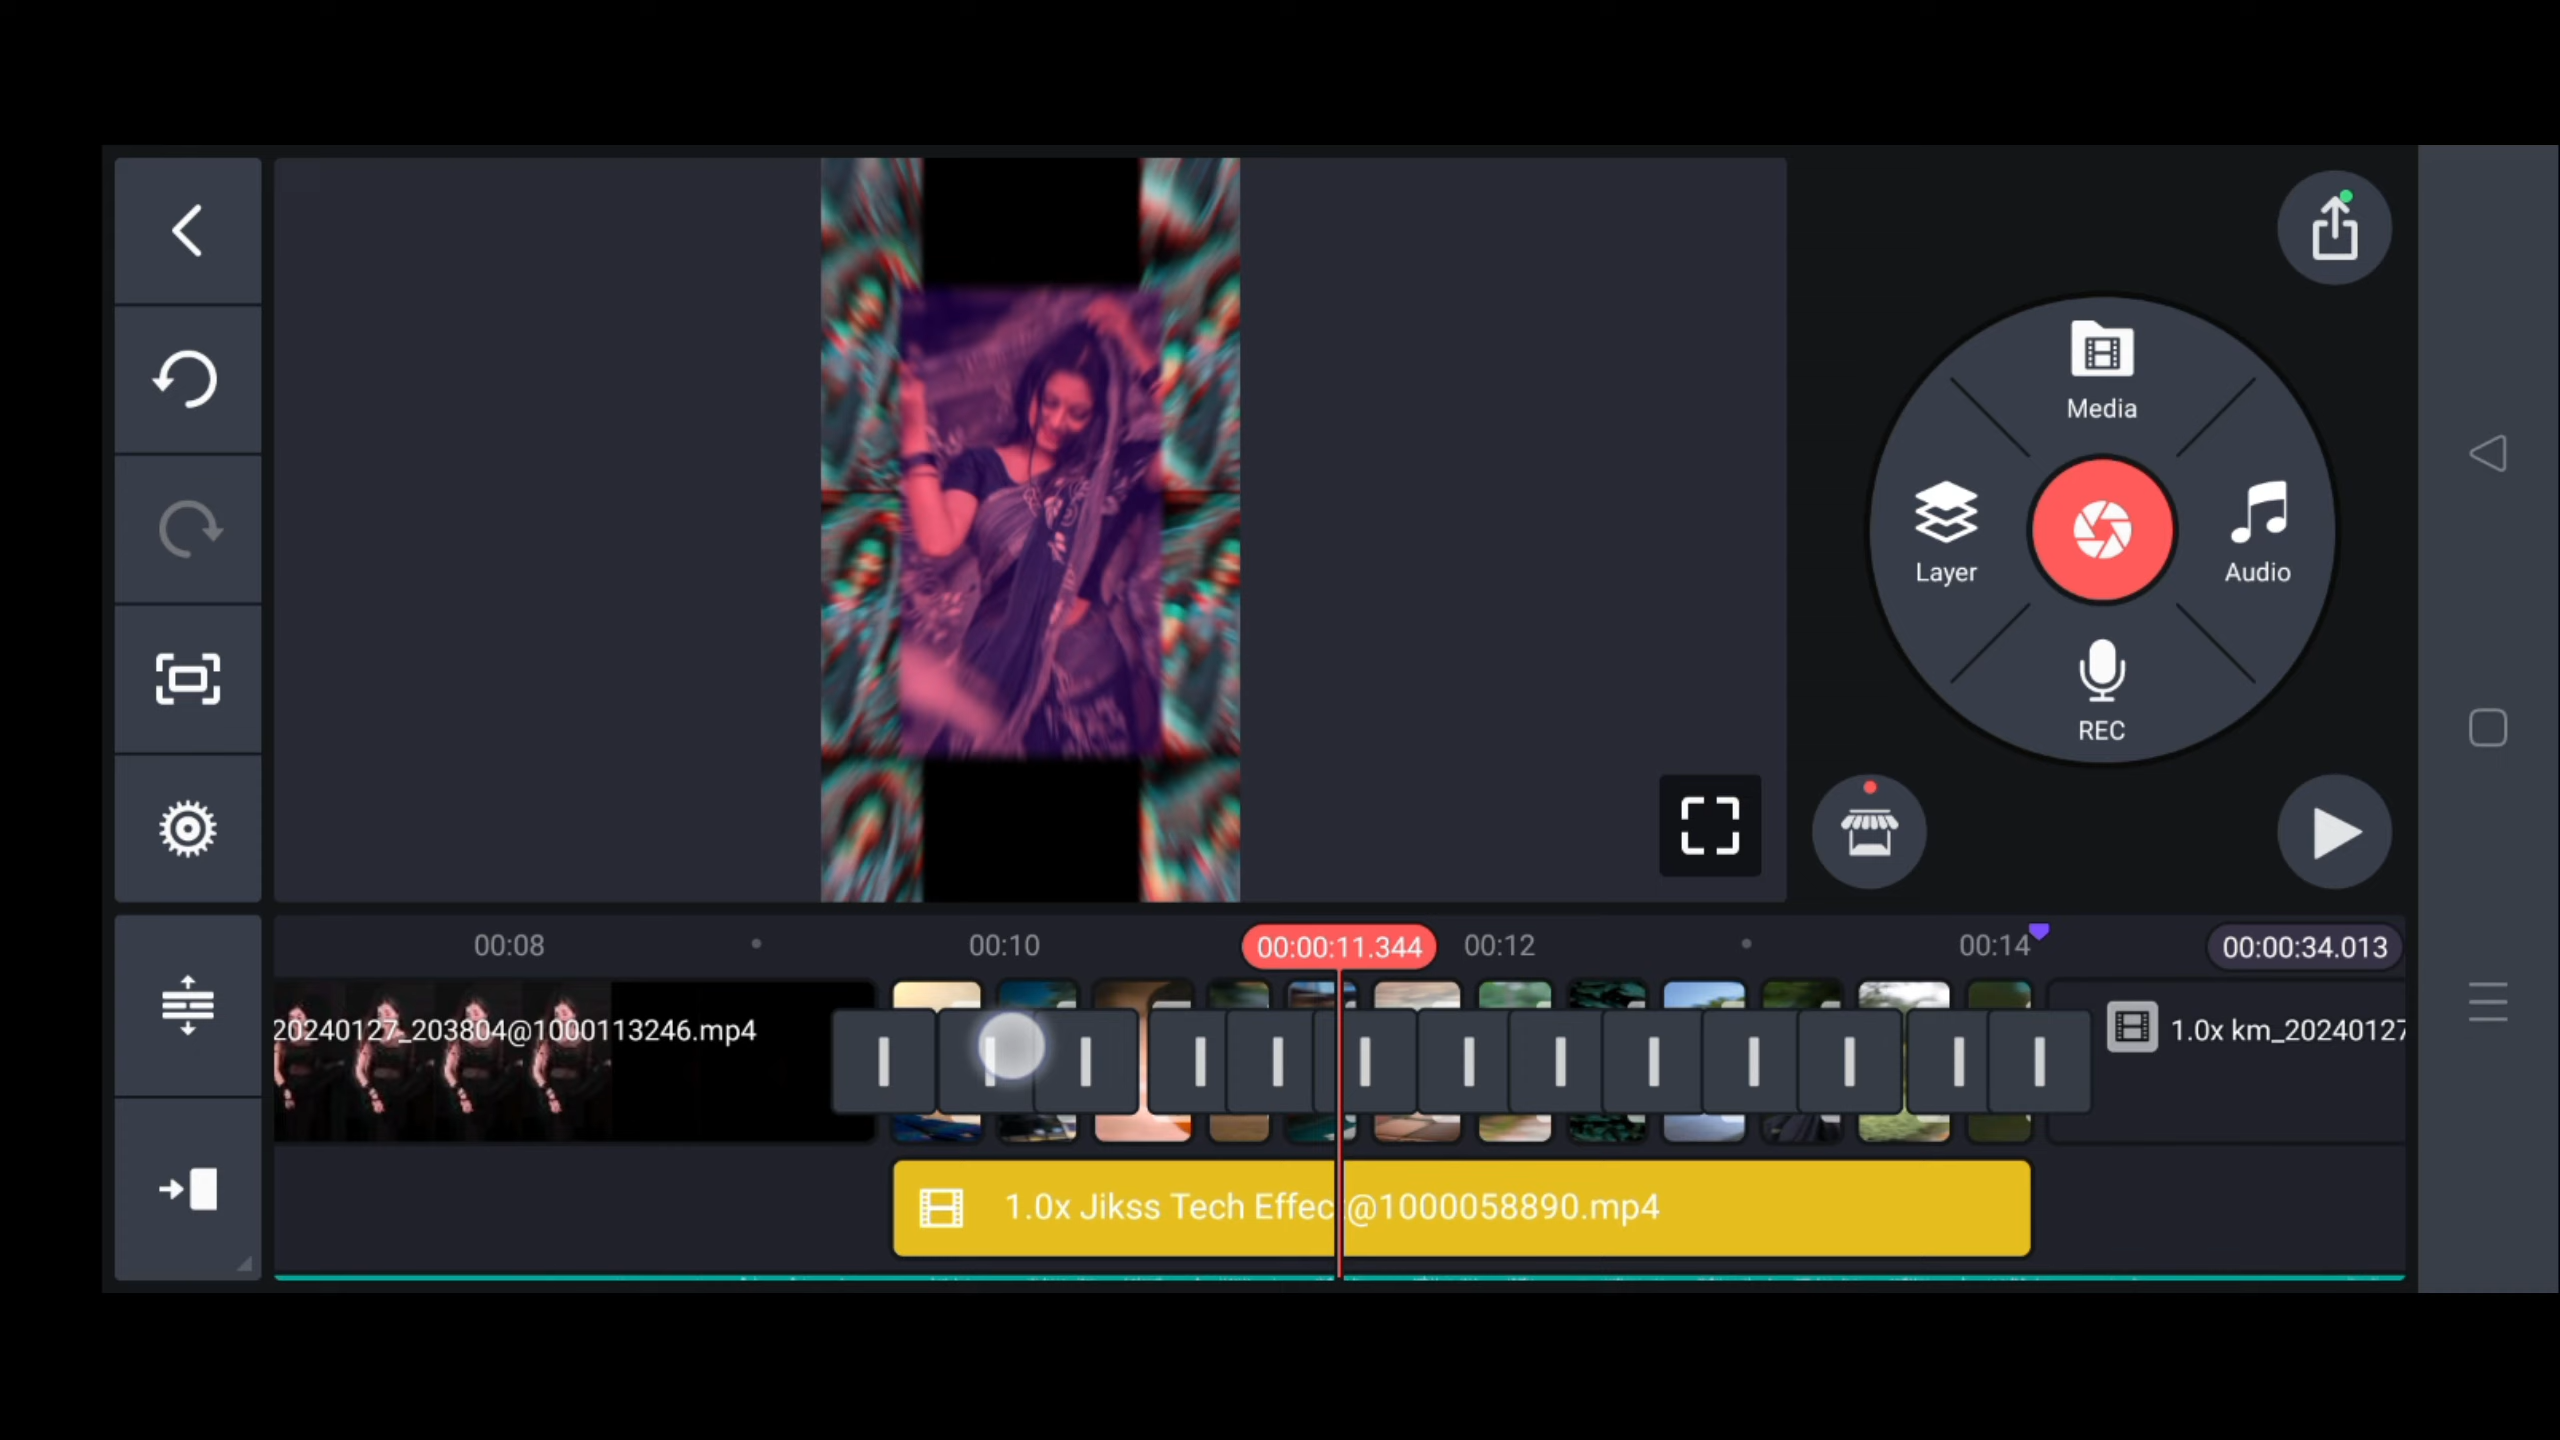 Media
Layer
Audio
REC
00:08
00:10
00:00:11.344
00:12
00:14
00:00:34.013
20240127_203804@1000113246.mp4
1.0x km_20240127
1.0x Jikss Tech Effec @1000058890.mp4